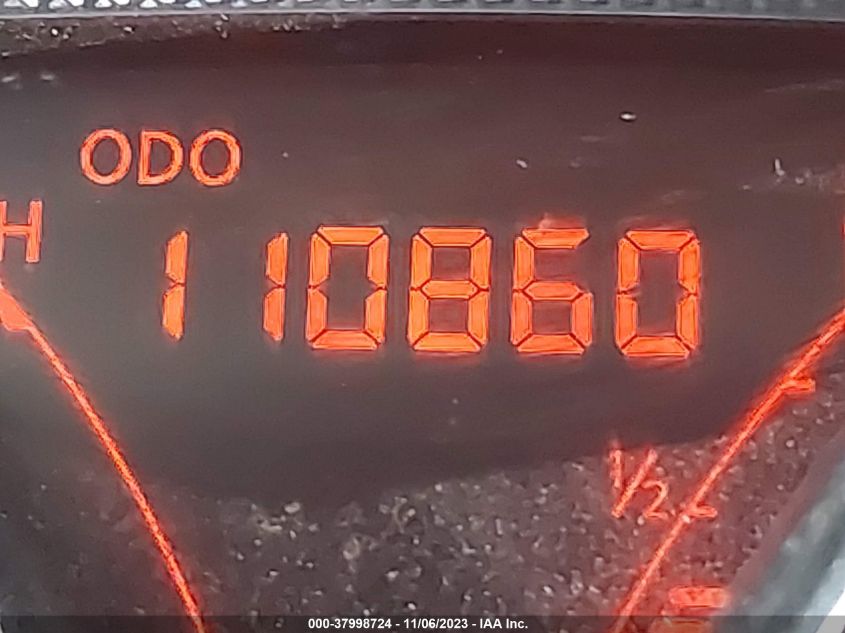 ODO
H
110860
1/2
000-37998724 - 11/06/2023 - IAA Inc.